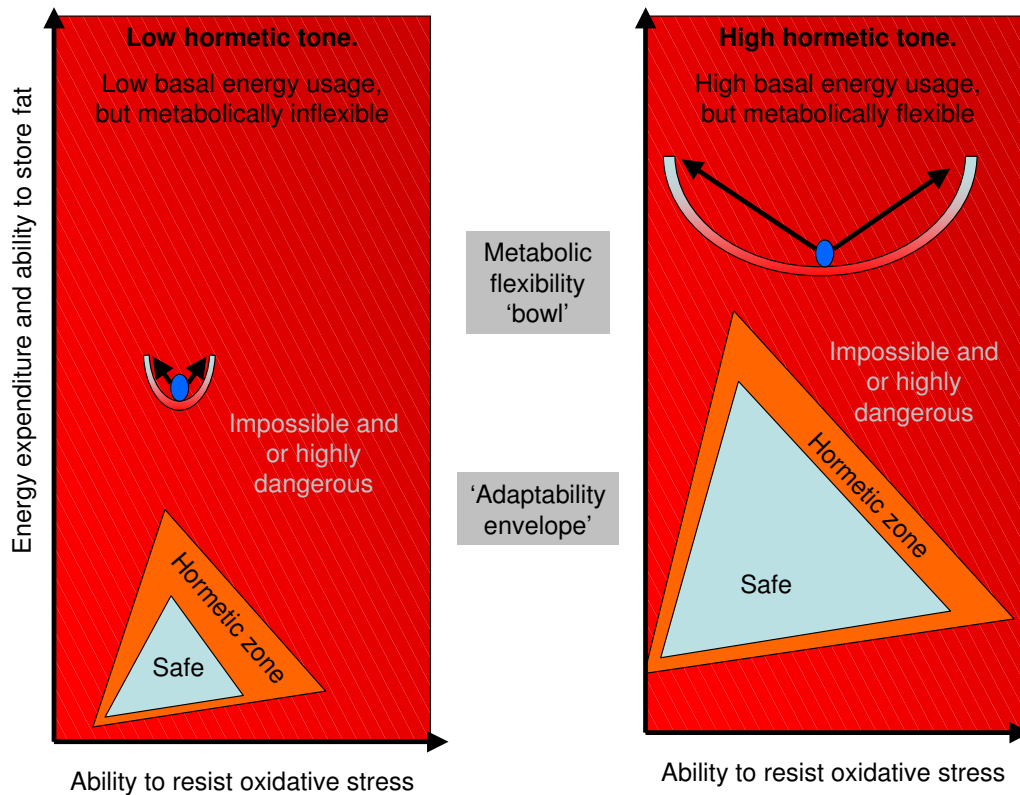 Low hormetic tone.
Low basal energy usage,
but metabolically inflexible
Energy expenditure and ability to store fat
Impossible and
or highly
dangerous
Hormetic zone
Safe
Ability to resist oxidative stress
Metabolic
flexibility
‘bowl’
‘Adaptability
envelope’
High hormetic tone.
High basal energy usage,
but metabolically flexible
Impossible and
or highly
dangerous
Hormetic zone
Safe
Ability to resist oxidative stress